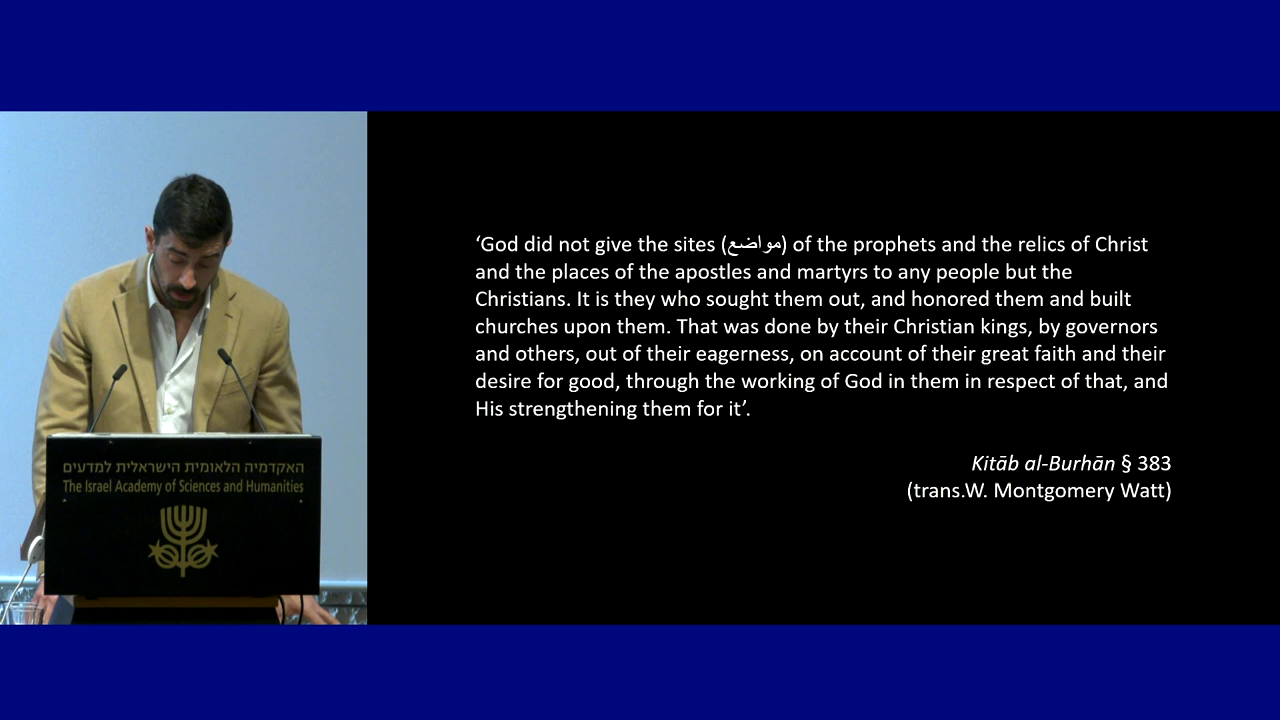 ‘God did not give the sites (مواضع) of the prophets and the relics of Christ
and the places of the apostles and martyrs to any people but the
Christians. It is they who sought them out, and honored them and built
churches upon them. That was done by their Christian kings, by governors
and others, out of their eagerness, on account of their great faith and their
desire for good, through the working of God in them in respect of that, and
His strengthening them for it’.
Kitāb al-Burhān § 383
(trans.W. Montgomery Watt)
האקדמיה הלאומית הישראלית למדעים
The Israel Academy of Sciences and Humanities